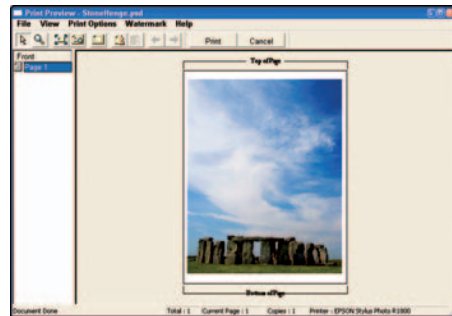 Print Preview - StoneHenge.psd
File View Print Options Watermark Help
Print Cancel
Front
Page 1
Top of Page
Bottom of Page
Document Done Total : 1 Current Page : 1 Copies : 1 Printer : EPSON Stylus Photo R1800